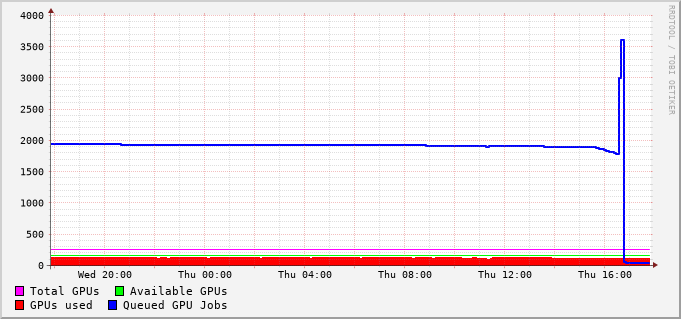 4000
3500
3000
2500
2000
1500
1000
500
0
Wed 20:00 Thu 00:00 Thu 04:00 Thu 08:00 Thu 12:00 Thu 16:00
Total GPUs Available GPUs
GPUs used Queued GPU Jobs
RRDTOOL / TOBI OETIKER